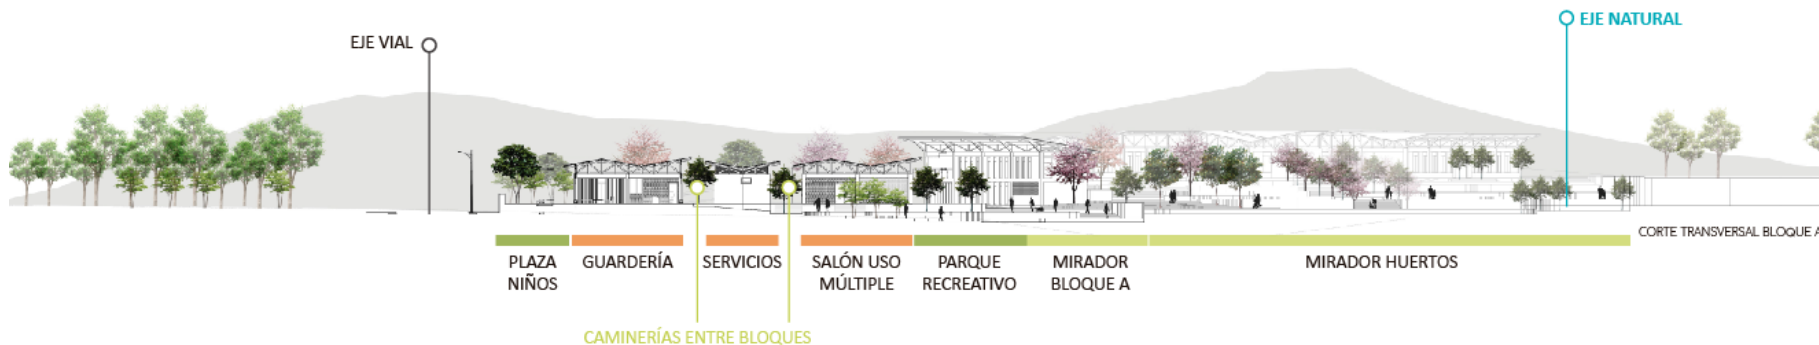 EJE NATURAL
EJE VIAL
CORTE TRANSVERSAL BLOQUE A
PLAZA
NIÑOS
GUARDERÍA
SERVICIOS
SALÓN USO
MÚLTIPLE
PARQUE
RECREATIVO
MIRADOR
BLOQUE A
MIRADOR HUERTOS
CAMINERÍAS ENTRE BLOQUES